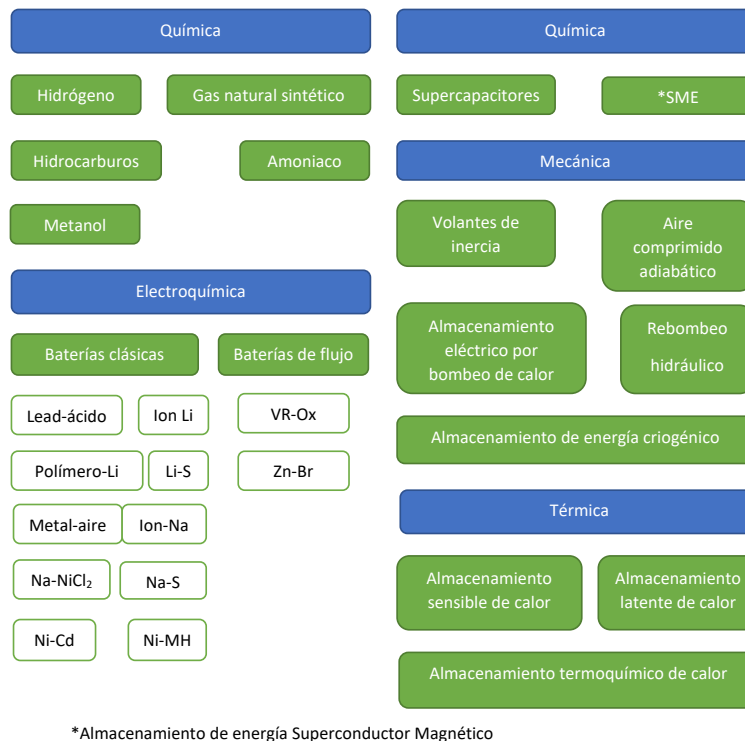 Química
Hidrógeno
Gas natural sintético
Hidrocarburos
Amoniaco
Metanol
Electroquímica
Baterías clásicas
Baterías de flujo
Lead-ácido
Ion Li
VR-Ox
Polímero-Li
Li-S
Zn-Br
Metal-aire
Ion-Na
Na-NiCl₂
Na-S
Ni-Cd
Ni-MH
Química
Supercapacitores
*SME
Mecánica
Volantes de
inercia
Aire
comprimido
adiabático
Almacenamiento
eléctrico por
bombeo de calor
Rebombeo
hidráulico
Almacenamiento de energía criogénico
Térmica
Almacenamiento
sensible de calor
Almacenamiento
latente de calor
Almacenamiento termoquímico de calor
*Almacenamiento de energía Superconductor Magnético